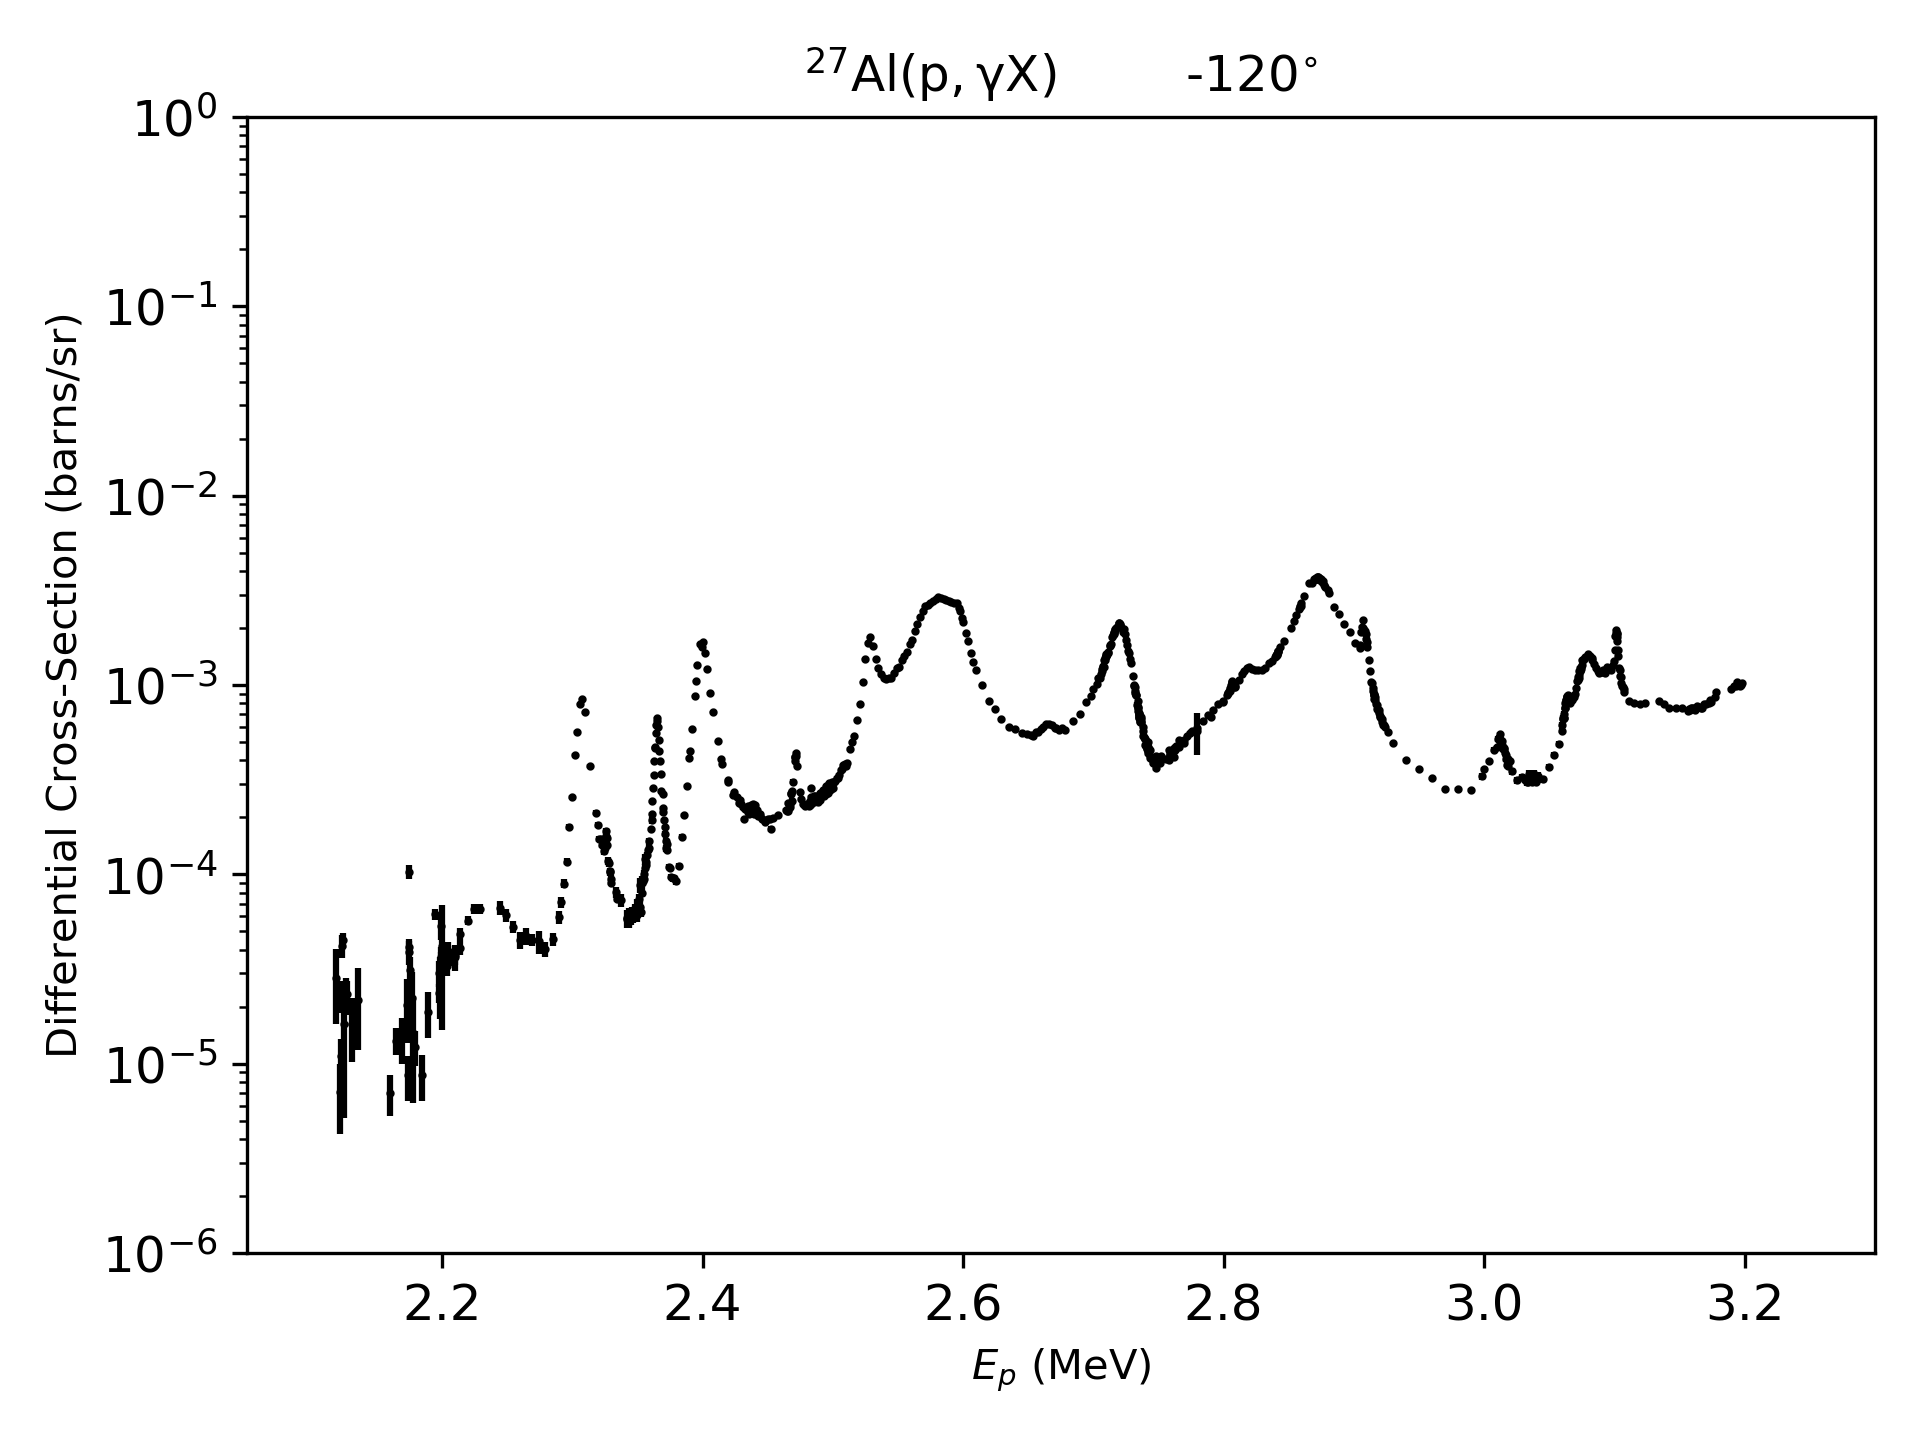 ²⁷Al(p, γX) -120°
10⁰
10⁻¹
10⁻²
10⁻³
10⁻⁴
10⁻⁵
10⁻⁶
Differential Cross-Section (barns/sr)
2.2 2.4 2.6 2.8 3.0 3.2
Eₚ (MeV)